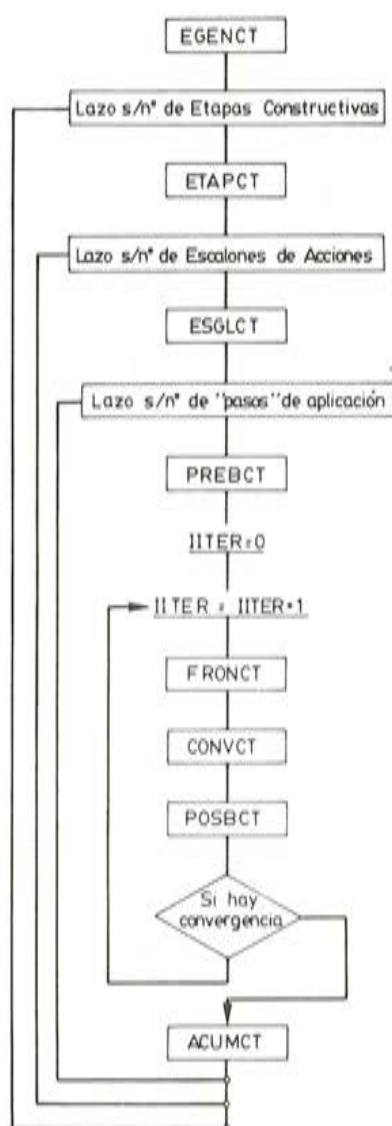 EGENCT
Lazo s/nº de Etapas Constructivas
ETAPCT
Lazo s/nº de Escalones de Acciones
ESGLCT
Lazo s/nº de "pasos" de aplicación
PREBCT
IITER=0
IITER = IITER+1
FRONCT
CONVCT
POSBCT
Si hay
convergencia
ACUMCT